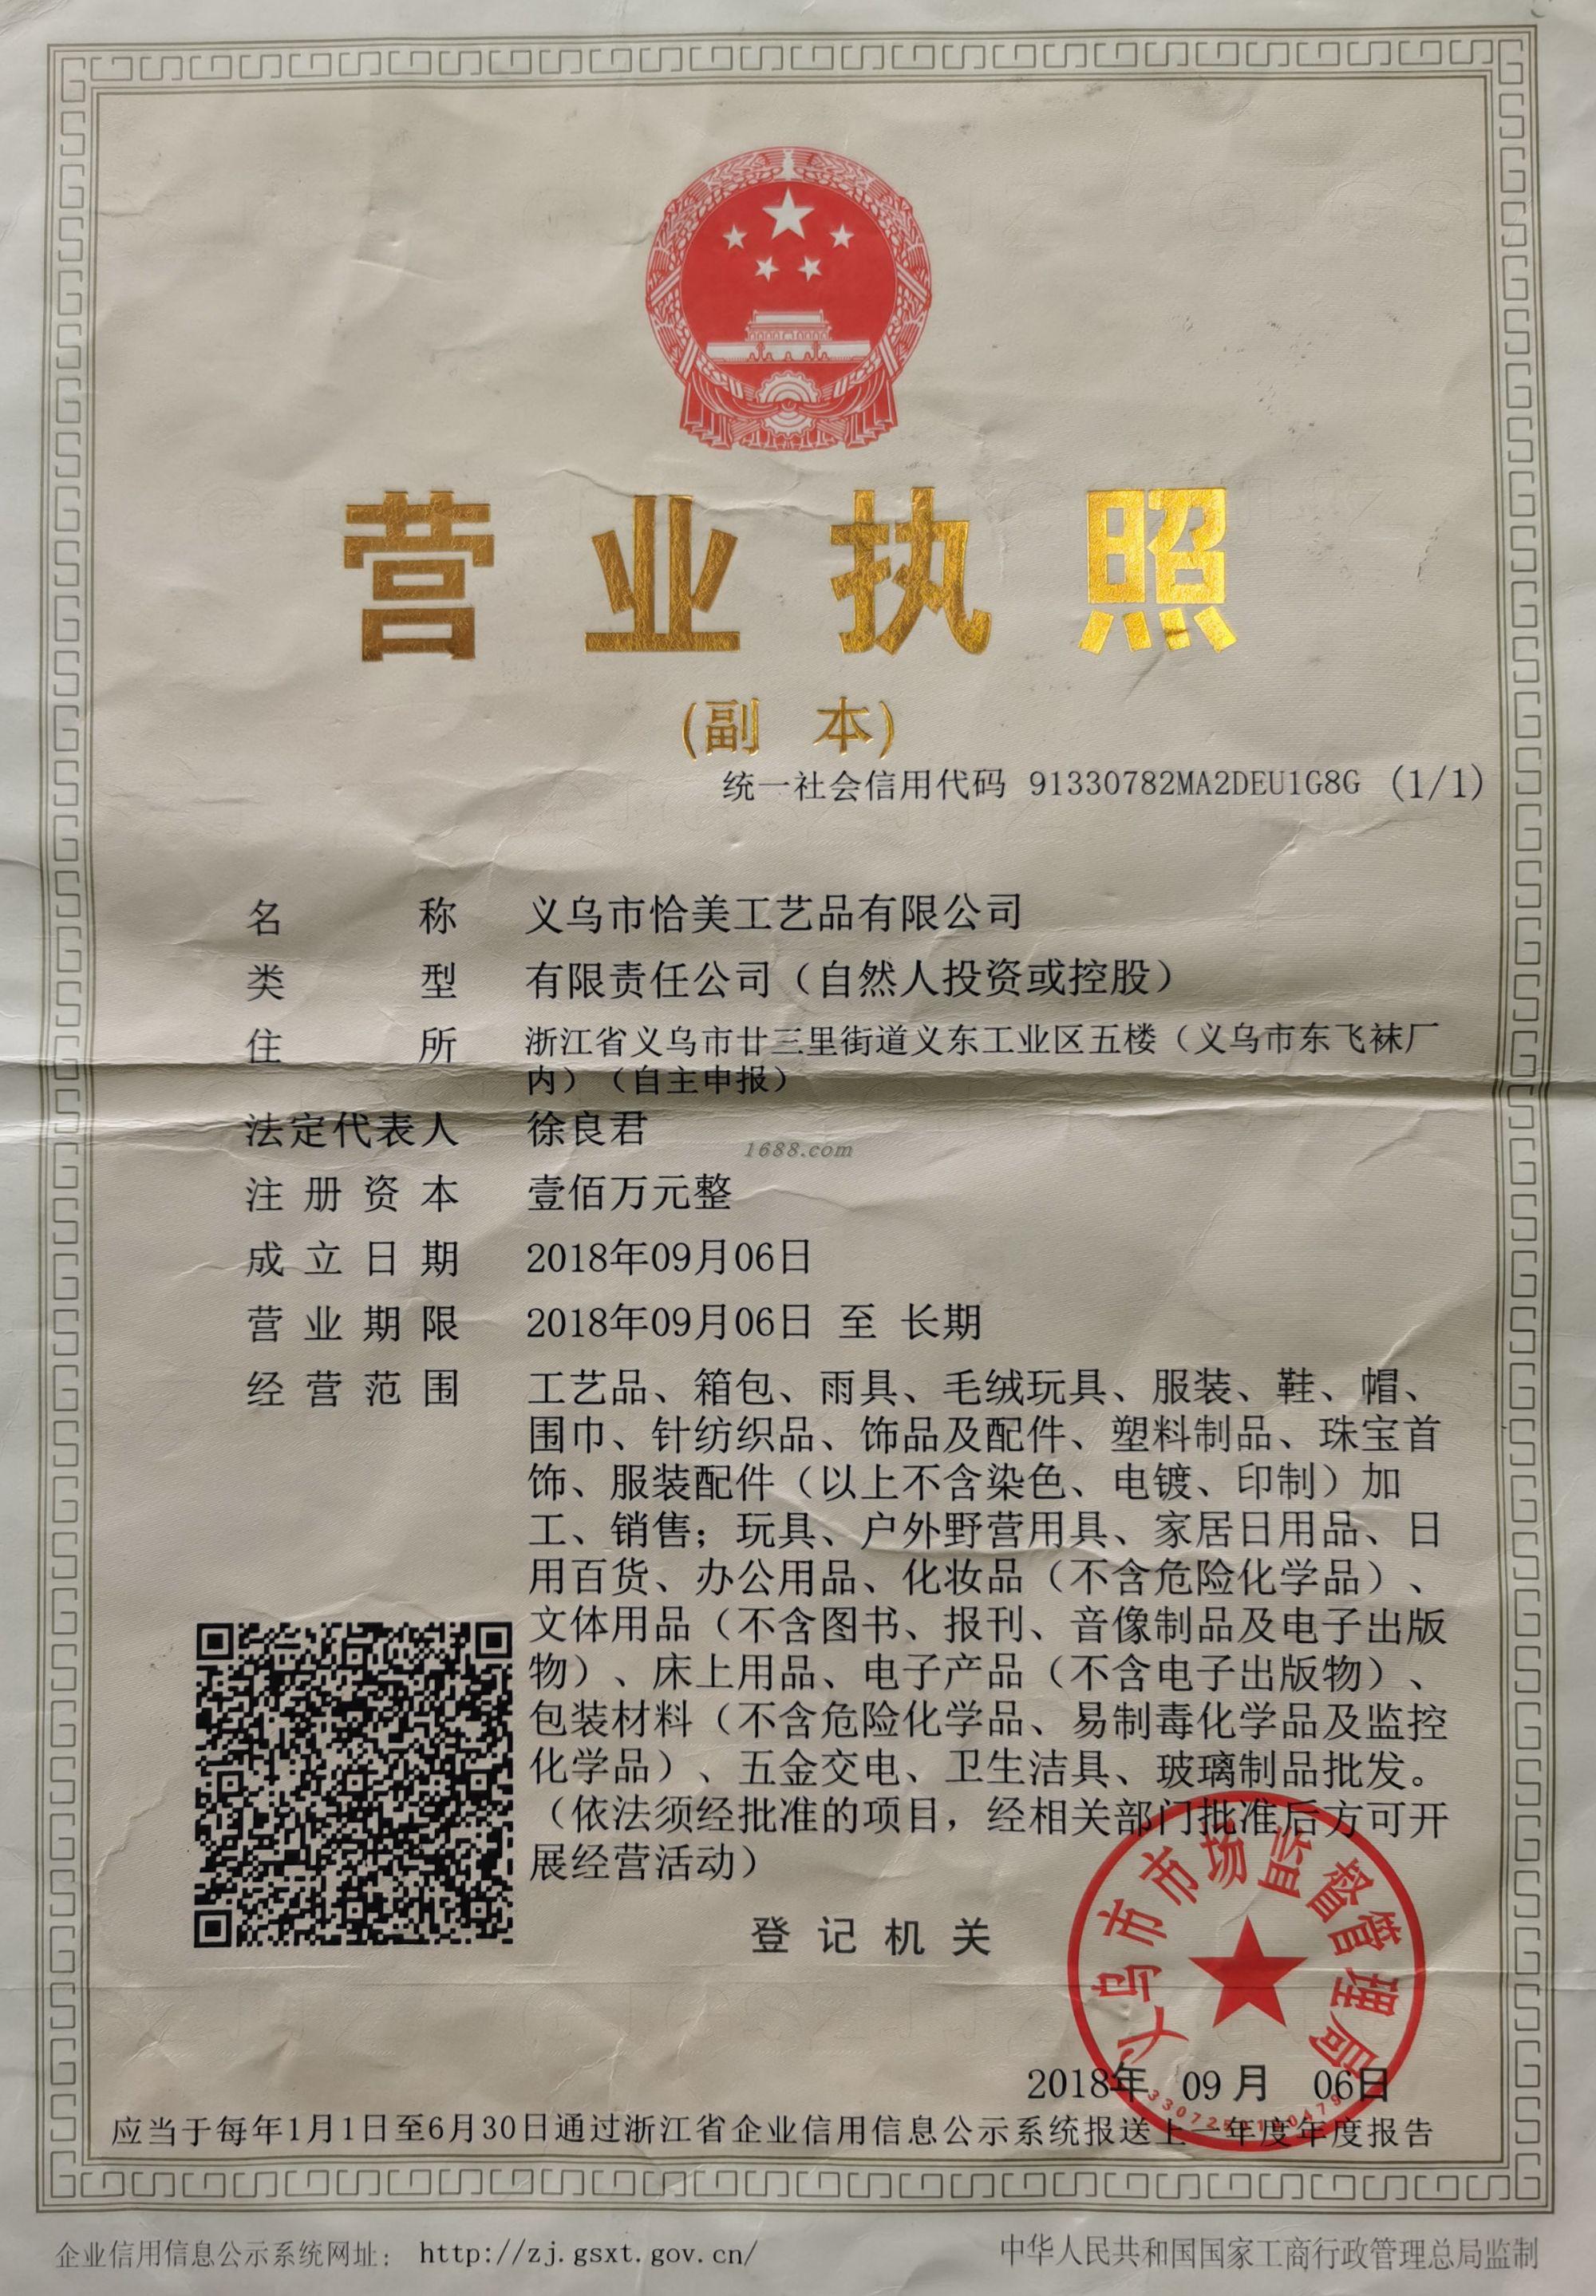 营业执照
(副 本)
统一社会信用代码 91330782MA2DEU1G8G (1/1)
名 称 义乌市恰美工艺品有限公司
类 型 有限责任公司（自然人投资或控股）
住 所 浙江省义乌市廿三里街道义东工业区五楼（义乌市东飞袜厂
内）（自主申报）
法定代表人 徐良君
1688.com
注册资本 壹佰万元整
成立日期 2018年09月06日
营业期限 2018年09月06日 至 长期
经营范围 工艺品、箱包、雨具、毛绒玩具、服装、鞋、帽、
围巾、针纺织品、饰品及配件、塑料制品、珠宝首
饰、服装配件（以上不含染色、电镀、印制）加
工、销售；玩具、户外野营用具、家居日用品、日
用百货、办公用品、化妆品（不含危险化学品）、
文体用品（不含图书、报刊、音像制品及电子出版
物）、床上用品、电子产品（不含电子出版物）、
包装材料（不含危险化学品、易制毒化学品及监控
化学品）、五金交电、卫生洁具、玻璃制品批发。
（依法须经批准的项目，经相关部门批准后方可开
展经营活动）
登记机关
义乌市市场监督管理局
2018年 09月 06日
应当于每年1月1日至6月30日通过浙江省企业信用信息公示系统报送上一年度年度报告
企业信用信息公示系统网址： http://zj.gsxt.gov.cn/
中华人民共和国国家工商行政管理总局监制